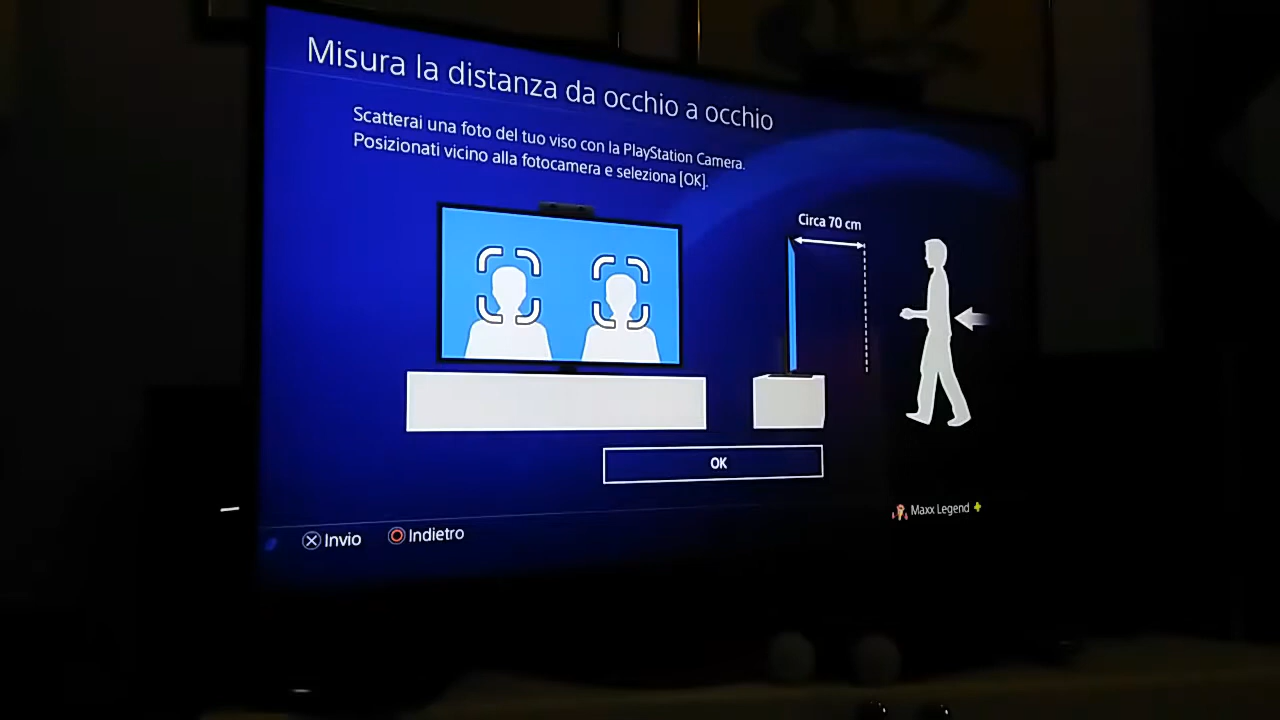 Misura la distanza da occhio a occhio
Scatterai una foto del tuo viso con la PlayStation Camera.
Posizionati vicino alla fotocamera e seleziona [OK].
Circa 70 cm
OK
Maxx Legend
Invio
Indietro